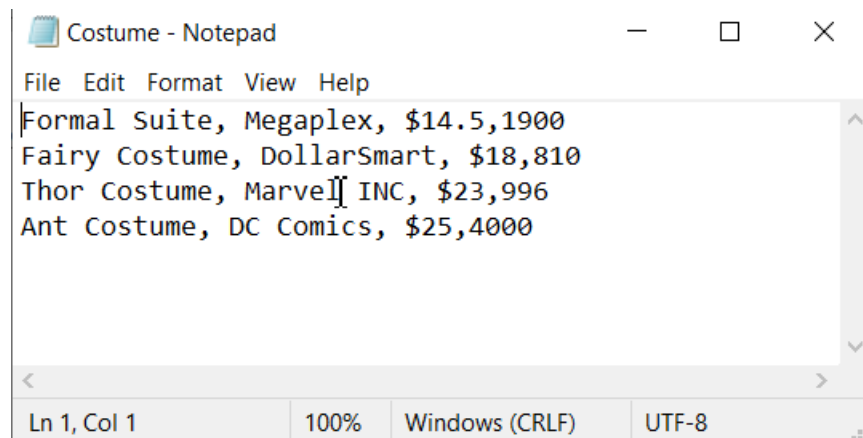 Costume - Notepad
File Edit Format View Help
Formal Suite, Megaplex, $14.5,1900
Fairy Costume, DollarSmart, $18,810
Thor Costume, Marvel INC, $23,996
Ant Costume, DC Comics, $25,4000
Ln 1, Col 1 100% Windows (CRLF) UTF-8